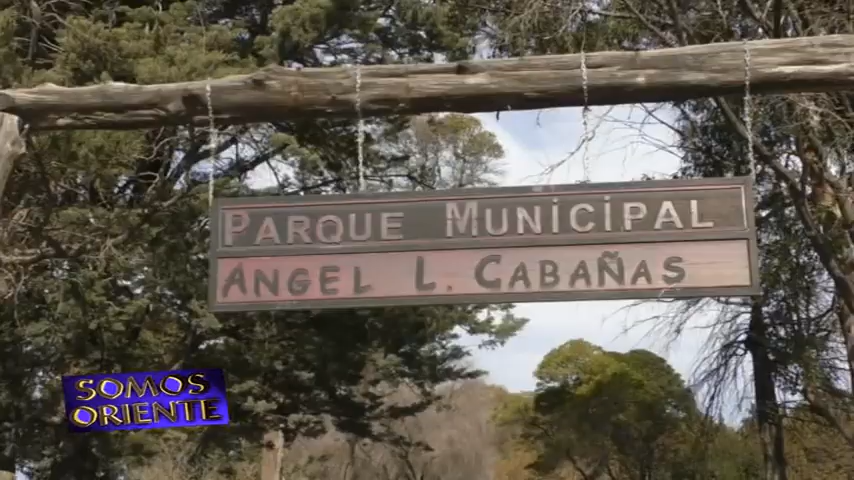 PARQUE MUNICIPAL
ANGEL L. CABAÑAS
SOMOS
ORIENTE